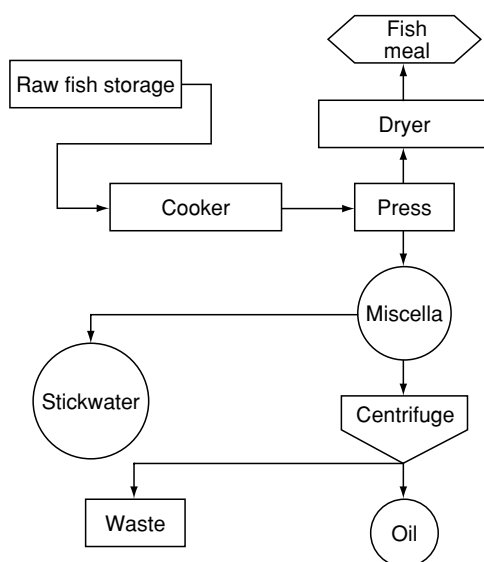 Fish
meal
Raw fish storage
Dryer
Cooker
Press
Miscella
Stickwater
Centrifuge
Waste
Oil